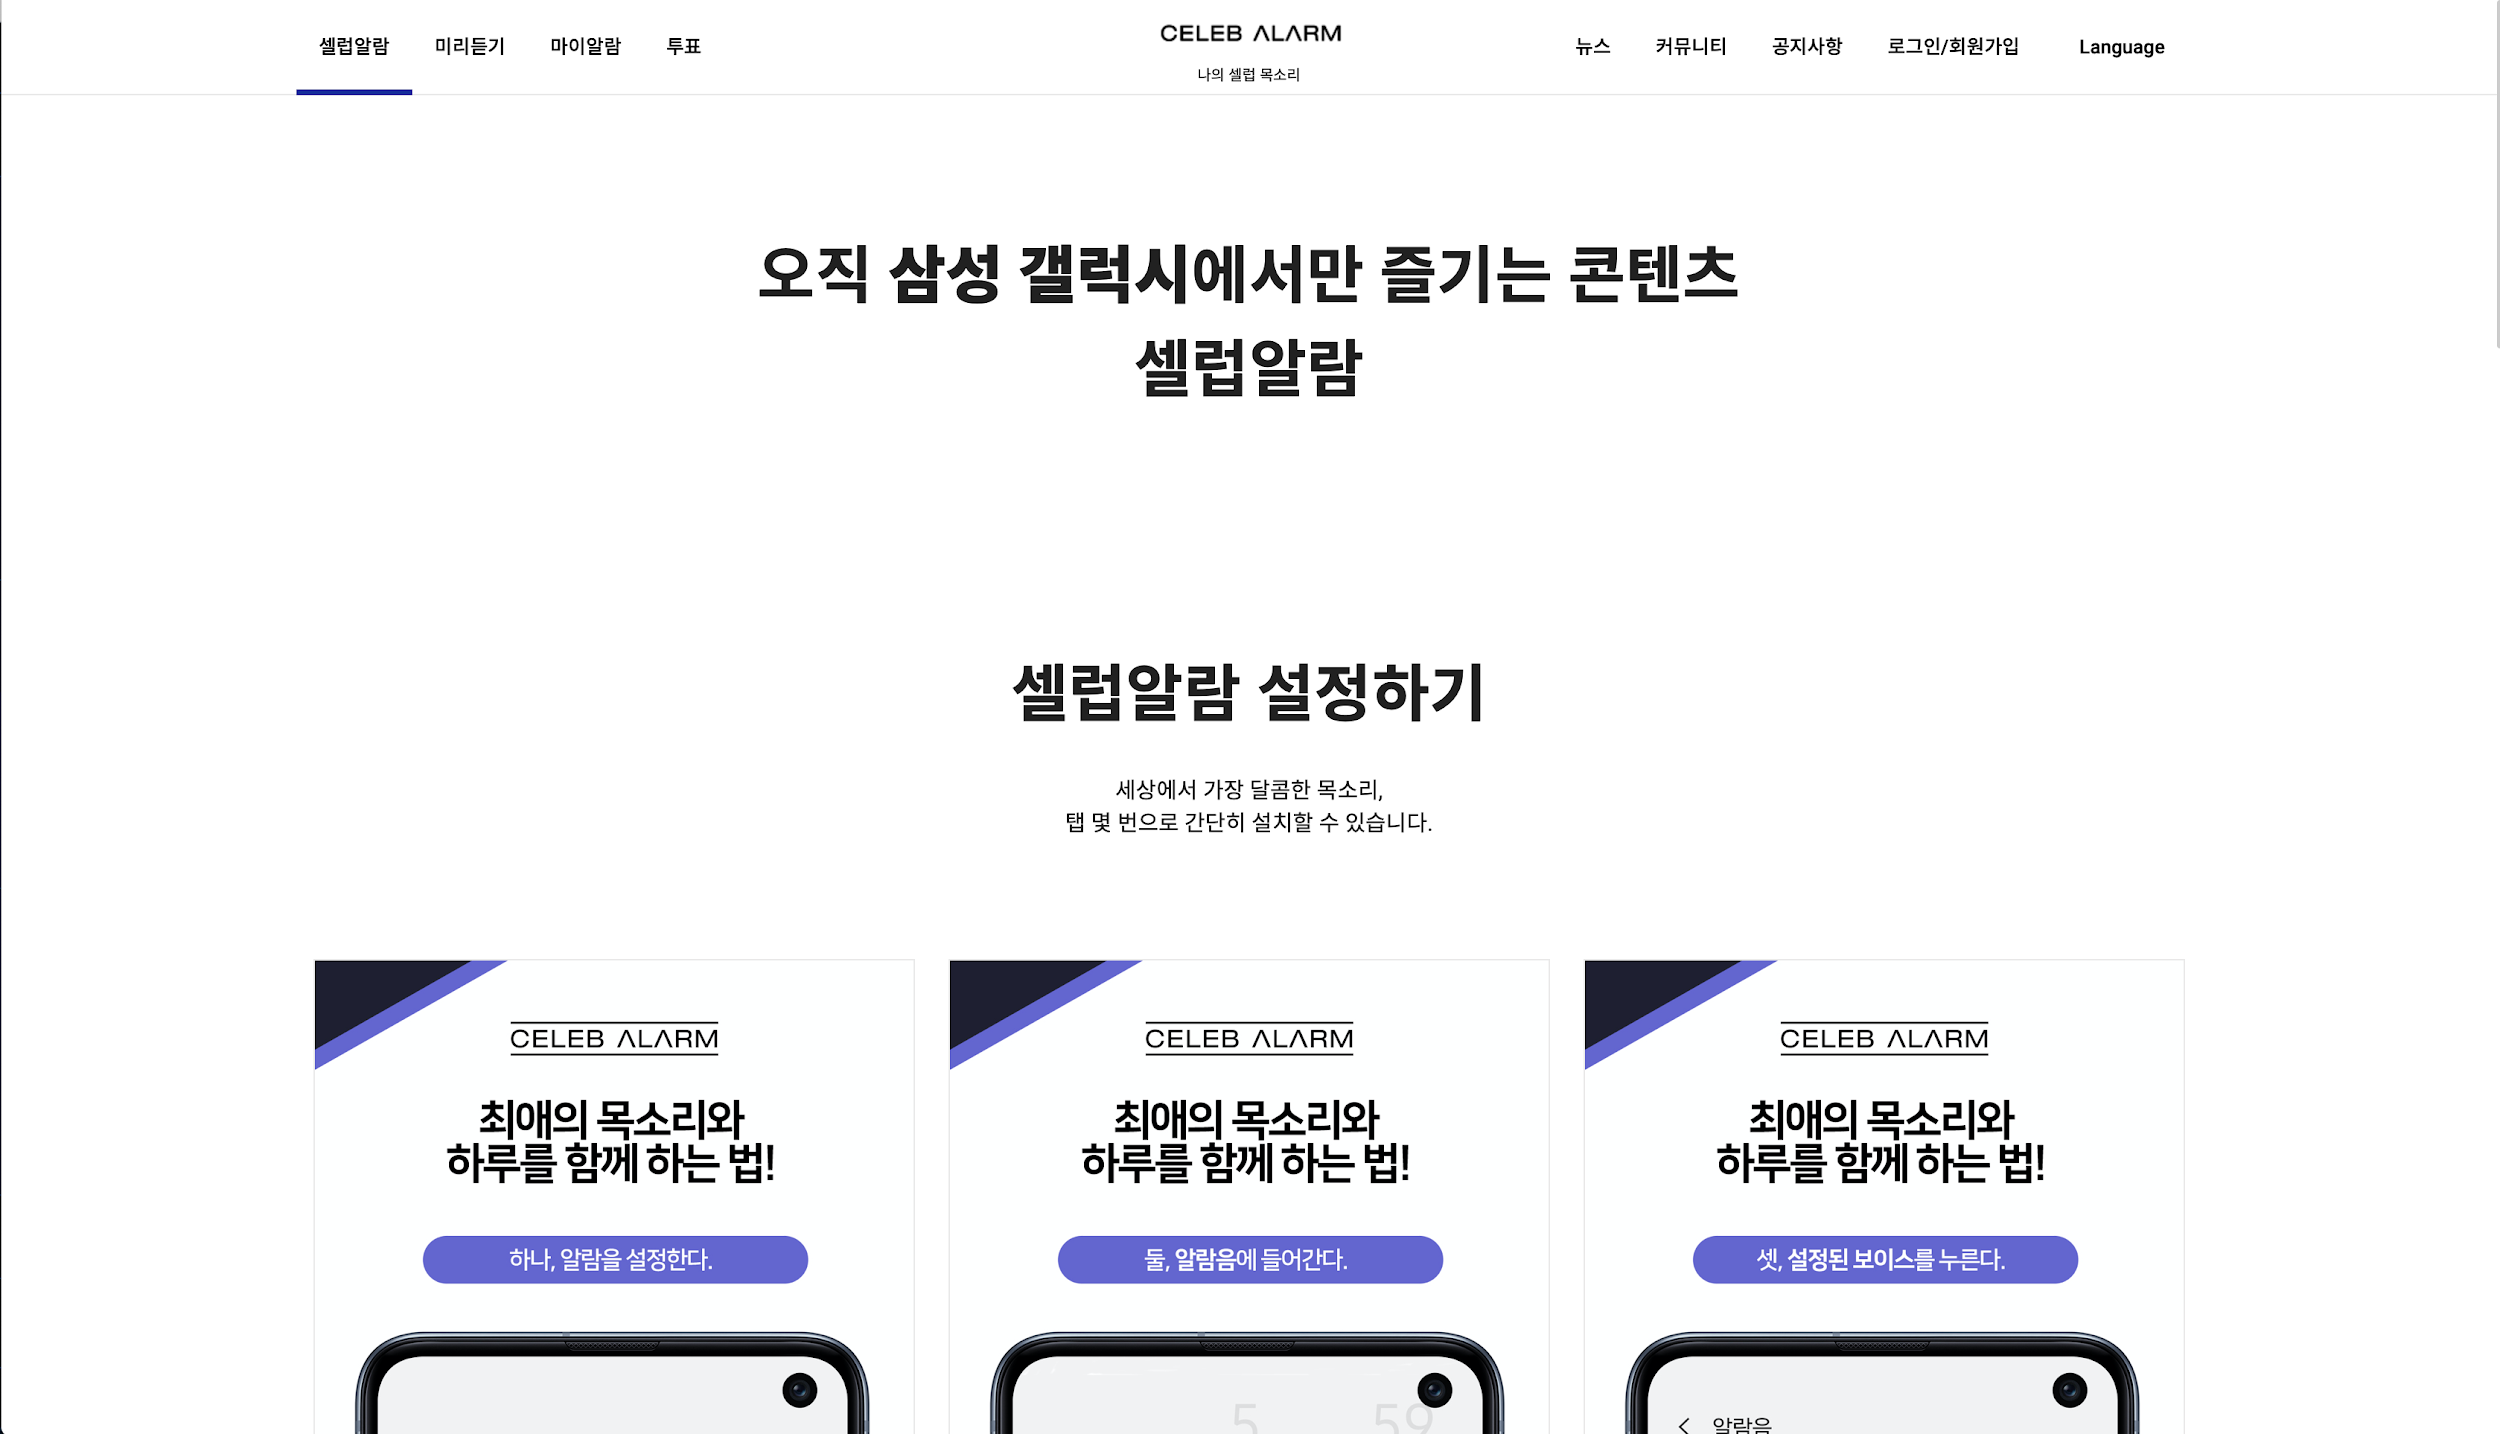 셀럽알람 미리듣기 마이알람 투표
CELEB ALARM
나의 셀럽 목소리
뉴스 커뮤니티 공지사항 로그인/회원가입 Language
오직 삼성 갤럭시에서만 즐기는 콘텐츠
셀럽알람
셀럽알람 설정하기
세상에서 가장 달콤한 목소리,
탭 몇 번으로 간단히 설치할 수 있습니다.
CELEB ALARM
최애의 목소리와
하루를 함께 하는 법!
하나, 알람을 설정한다.
CELEB ALARM
최애의 목소리와
하루를 함께 하는 법!
둘, 알람음에 들어간다.
5 59
CELEB ALARM
최애의 목소리와
하루를 함께 하는 법!
셋, 설정된 보이스를 누른다.
알람음